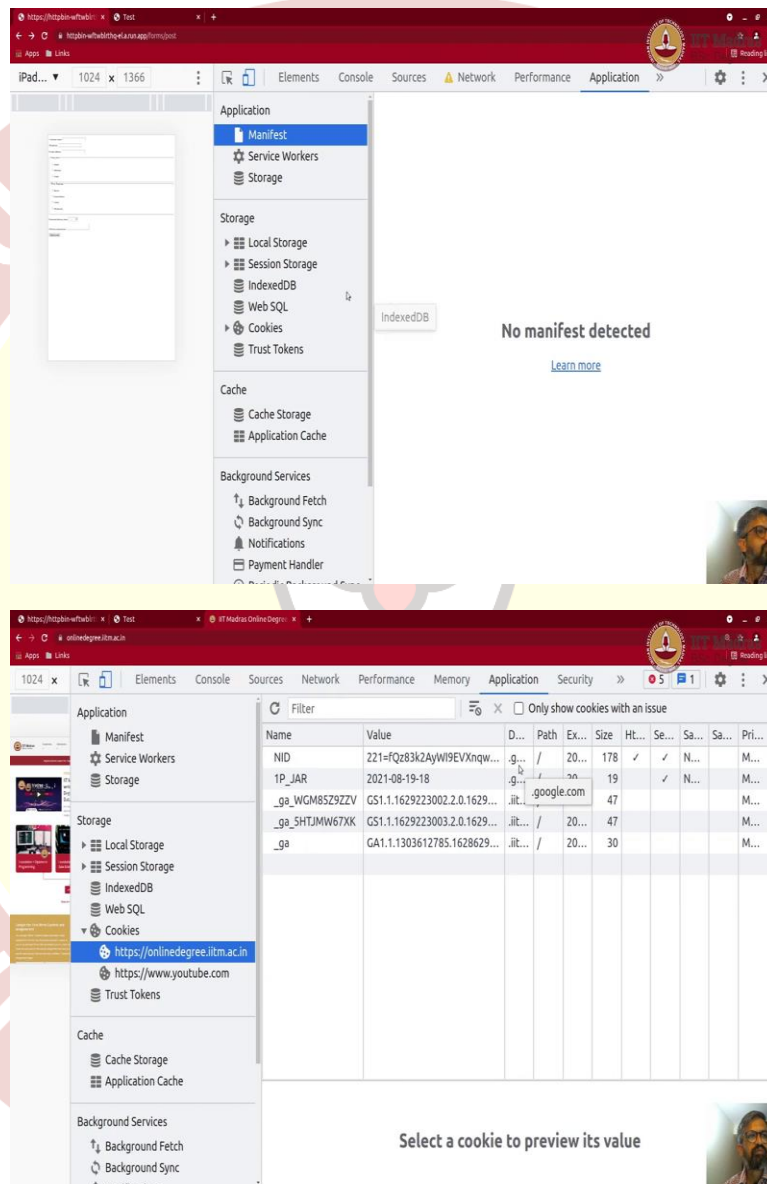 https://httpbin-wftwbirt × Test × +
httpbin-wftwbirthq-el.a.run.app/forms/post
Apps Links Reading li
iPad... ▼ 1024 x 1366 Elements Console Sources Network Performance Application »
Application
Manifest
Service Workers
Storage
Storage
Local Storage
Session Storage
IndexedDB
Web SQL
Cookies
Trust Tokens
IndexedDB
No manifest detected
Learn more
Cache
Cache Storage
Application Cache
Background Services
Background Fetch
Background Sync
Notifications
Payment Handler
https://httpbin-wftwbirt × Test × IIT Madras Online Degree × +
onlinedegree.iitm.ac.in
Apps Links Reading li
1024 x Elements Console Sources Network Performance Memory Application Security » 5 1
Application
Manifest
Service Workers
Storage
Storage
Local Storage
Session Storage
IndexedDB
Web SQL
Cookies
https://onlinedegree.iitm.ac.in
https://www.youtube.com
Trust Tokens
Cache
Cache Storage
Application Cache
Background Services
Background Fetch
Background Sync
Filter Only show cookies with an issue
Name Value D... Path Ex... Size Ht... Se... Sa... Sa... Pri...
NID 221=fQz83k2AyWl9EVXnqw... .g... / 20... 178 ✓ ✓ N... M...
1P_JAR 2021-08-19-18 .g... / 20... 19 ✓ N... M...
.google.com
_ga_WGM85Z9ZZV GS1.1.1629223002.2.0.1629... .iit... / 47 M...
_ga_5HTJMW67XK GS1.1.1629223003.2.0.1629... .iit... / 20... 47 M...
_ga GA1.1.1303612785.1628629... .iit... / 20... 30 M...
Select a cookie to preview its value